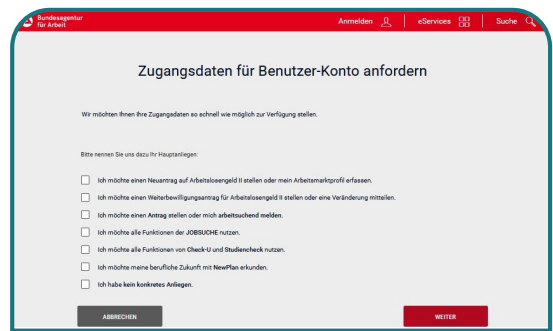 Bundesagentur
für Arbeit
Anmelden
eServices
Suche
Zugangsdaten für Benutzer-Konto anfordern
Wir möchten Ihnen Ihre Zugangsdaten so schnell wie möglich zur Verfügung stellen.
Bitte nennen Sie uns dazu Ihr Hauptanliegen:
Ich möchte einen Neuantrag auf Arbeitslosengeld II stellen oder mein Arbeitsmarktprofil erfassen.
Ich möchte einen Weiterbewilligungsantrag für Arbeitslosengeld II stellen oder eine Veränderung mitteilen.
Ich möchte einen Antrag stellen oder mich arbeitsuchend melden.
Ich möchte alle Funktionen der JOBSUCHE nutzen.
Ich möchte alle Funktionen von Check-U und Studiencheck nutzen.
Ich möchte meine berufliche Zukunft mit NewPlan erkunden.
Ich habe kein konkretes Anliegen.
ABBRECHEN
WEITER